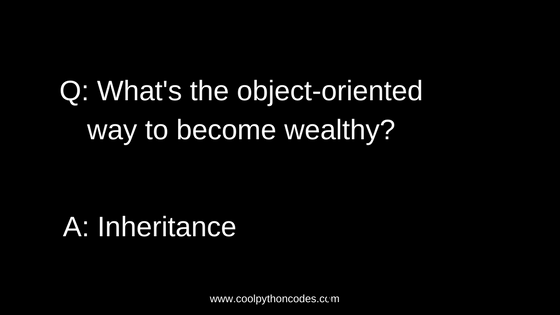 Q: What's the object-oriented
way to become wealthy?
A: Inheritance
www.coolpythoncodes.com